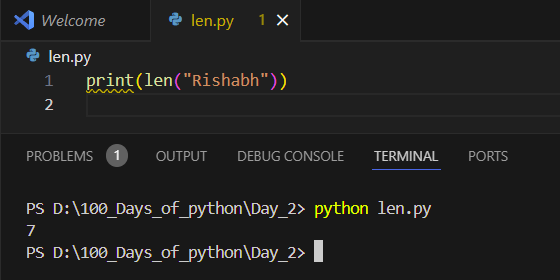 Welcome len.py 1 ×
len.py
1 print(len("Rishabh"))
2
PROBLEMS 1 OUTPUT DEBUG CONSOLE TERMINAL PORTS
PS D:\100_Days_of_python\Day_2> python len.py
7
PS D:\100_Days_of_python\Day_2>